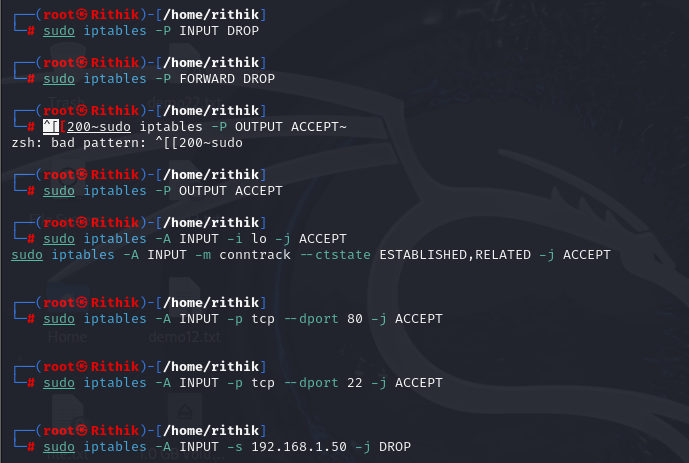 ┌──(root㉿Rithik)-[/home/rithik]
└─# sudo iptables -P INPUT DROP
┌──(root㉿Rithik)-[/home/rithik]
└─# sudo iptables -P FORWARD DROP
┌──(root㉿Rithik)-[/home/rithik]
└─# ^[[200~sudo iptables -P OUTPUT ACCEPT~
zsh: bad pattern: ^[[200~sudo
┌──(root㉿Rithik)-[/home/rithik]
└─# sudo iptables -P OUTPUT ACCEPT
┌──(root㉿Rithik)-[/home/rithik]
└─# sudo iptables -A INPUT -i lo -j ACCEPT
sudo iptables -A INPUT -m conntrack --ctstate ESTABLISHED,RELATED -j ACCEPT
┌──(root㉿Rithik)-[/home/rithik]
└─# sudo iptables -A INPUT -p tcp --dport 80 -j ACCEPT
Home
demo12.txt
┌──(root㉿Rithik)-[/home/rithik]
└─# sudo iptables -A INPUT -p tcp --dport 22 -j ACCEPT
┌──(root㉿Rithik)-[/home/rithik]
└─# sudo iptables -A INPUT -s 192.168.1.50 -j DROP